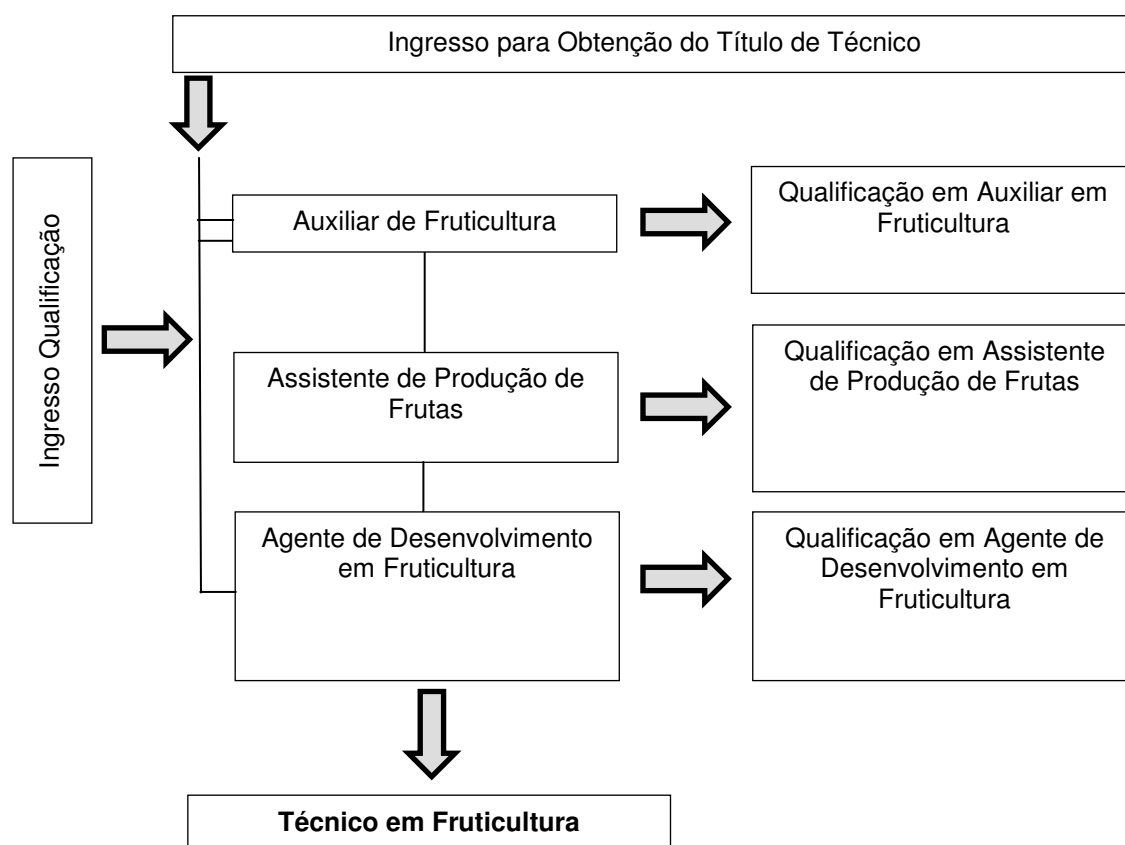 Ingresso para Obtenção do Título de Técnico
Ingresso Qualificação
Auxiliar de Fruticultura
Qualificação em Auxiliar em
Fruticultura
Assistente de Produção de
Frutas
Qualificação em Assistente
de Produção de Frutas
Agente de Desenvolvimento
em Fruticultura
Qualificação em Agente de
Desenvolvimento em
Fruticultura
Técnico em Fruticultura